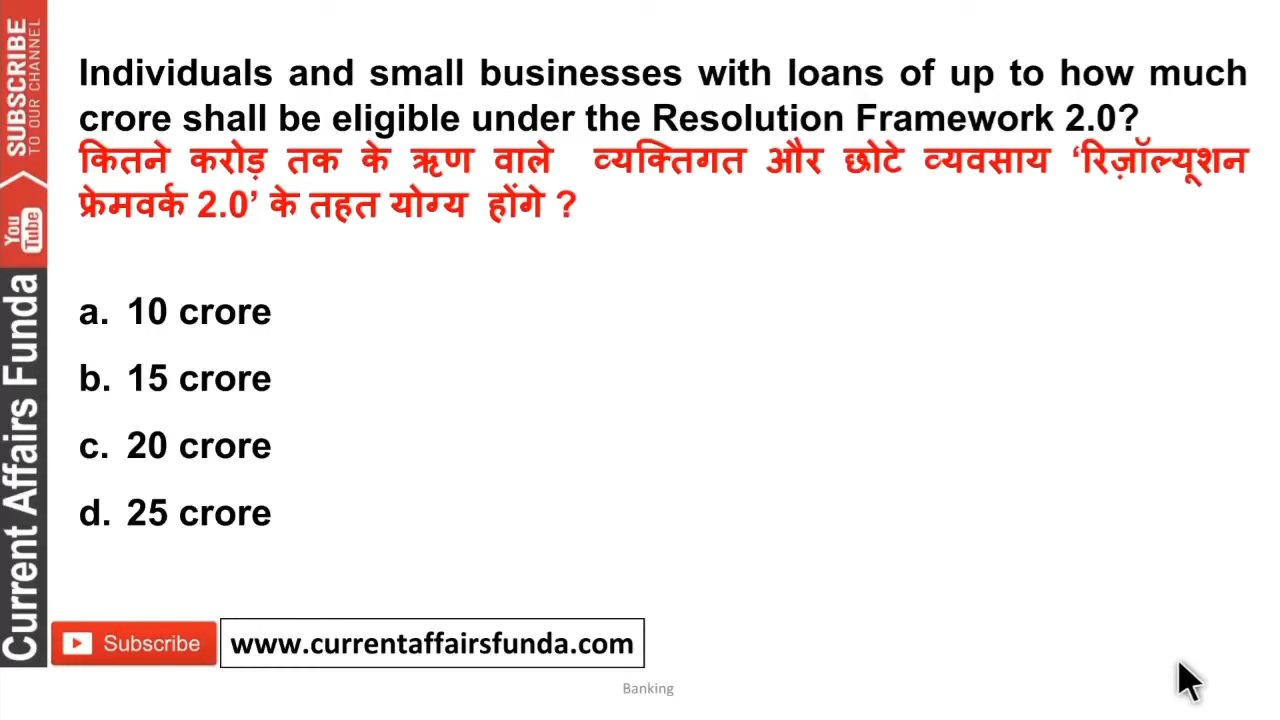 Individuals and small businesses with loans of up to how much
crore shall be eligible under the Resolution Framework 2.0?
कितने करोड़ तक के ऋण वाले व्यक्तिगत और छोटे व्यवसाय ‘रिज़ॉल्यूशन
फ्रेमवर्क 2.0’ के तहत योग्य होंगे ?
a. 10 crore
b. 15 crore
c. 20 crore
d. 25 crore
SUBSCRIBE
TO OUR CHANNEL
You
Tube
Current Affairs Funda
Subscribe
www.currentaffairsfunda.com
Banking